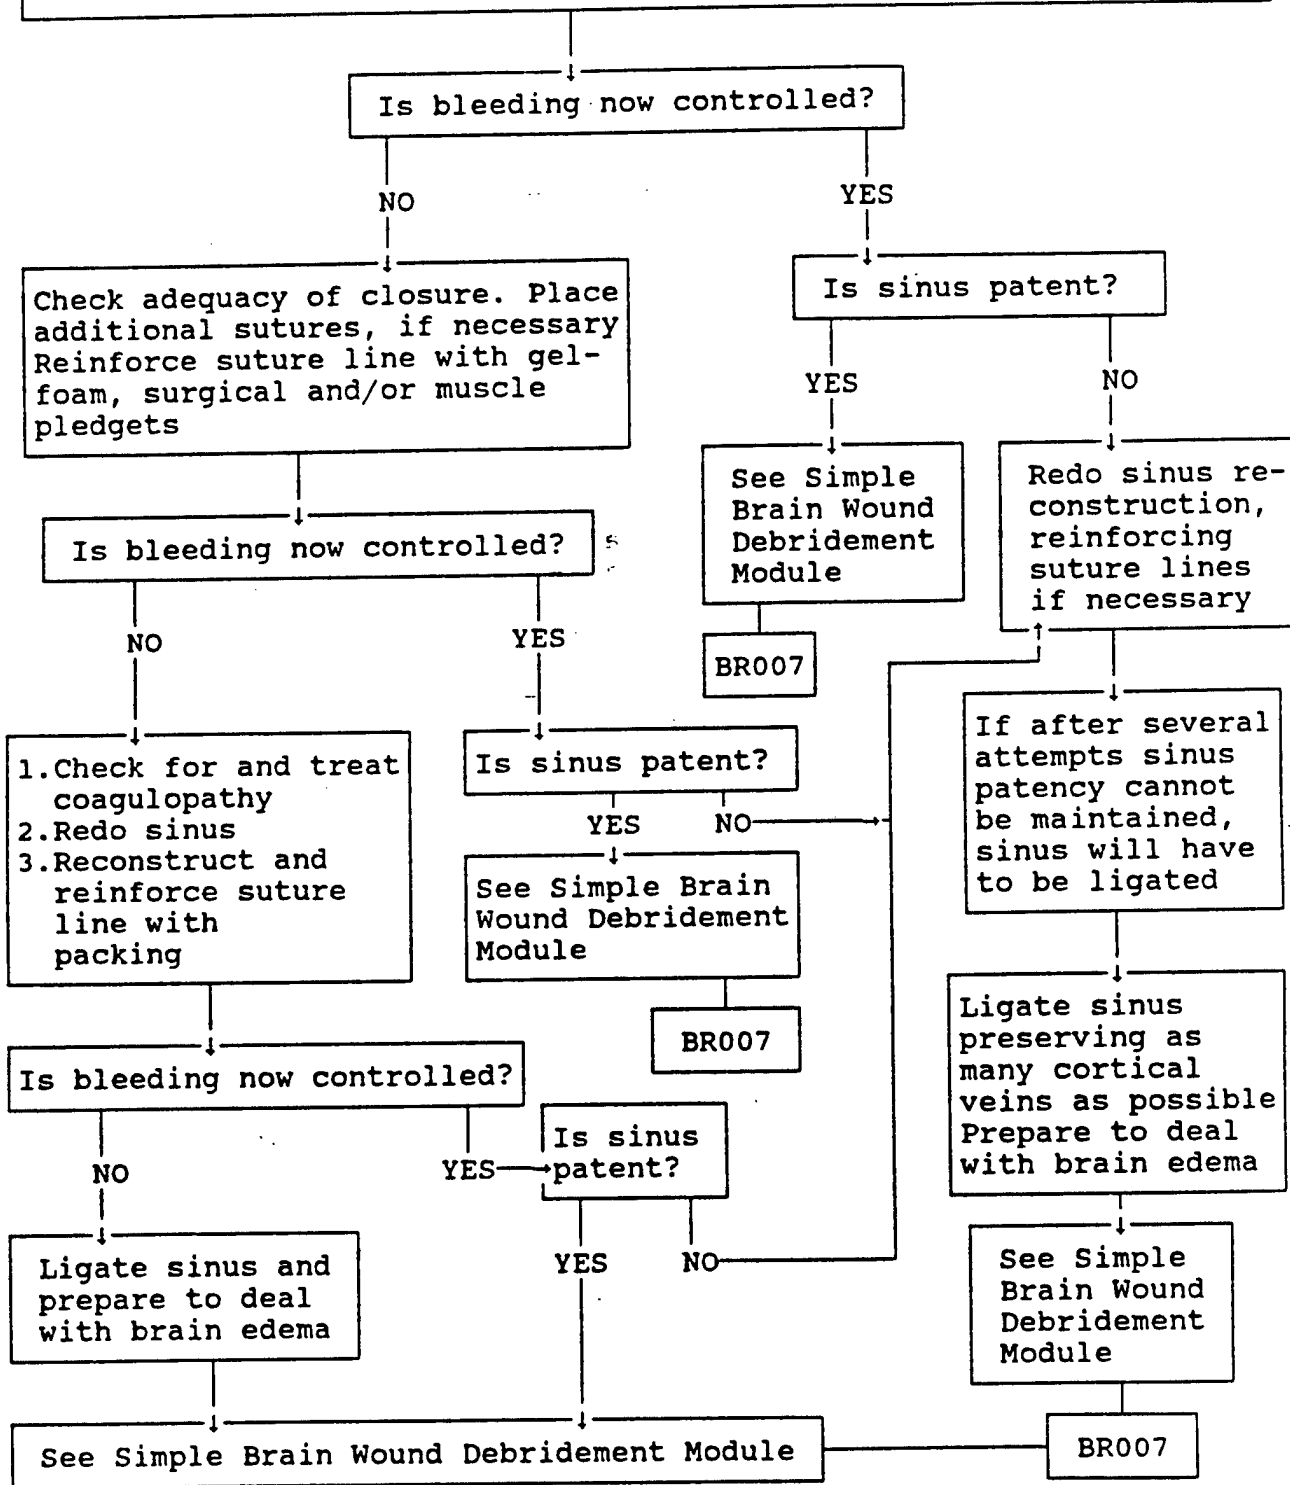 Is bleeding now controlled?
NO
YES
Check adequacy of closure. Place
additional sutures, if necessary
Reinforce suture line with gel-
foam, surgical and/or muscle
pledgets
Is sinus patent?
YES
NO
See Simple
Brain Wound
Debridement
Module
BR007
Redo sinus re-
construction,
reinforcing
suture lines
if necessary
Is bleeding now controlled?
NO
YES
1.Check for and treat
coagulopathy
2.Redo sinus
3.Reconstruct and
reinforce suture
line with
packing
Is sinus patent?
YES
NO
See Simple Brain
Wound Debridement
Module
BR007
If after several
attempts sinus
patency cannot
be maintained,
sinus will have
to be ligated
Ligate sinus
preserving as
many cortical
veins as possible
Prepare to deal
with brain edema
Is bleeding now controlled?
NO
YES
Is sinus
patent?
YES
NO
Ligate sinus and
prepare to deal
with brain edema
See Simple
Brain Wound
Debridement
Module
See Simple Brain Wound Debridement Module
BR007